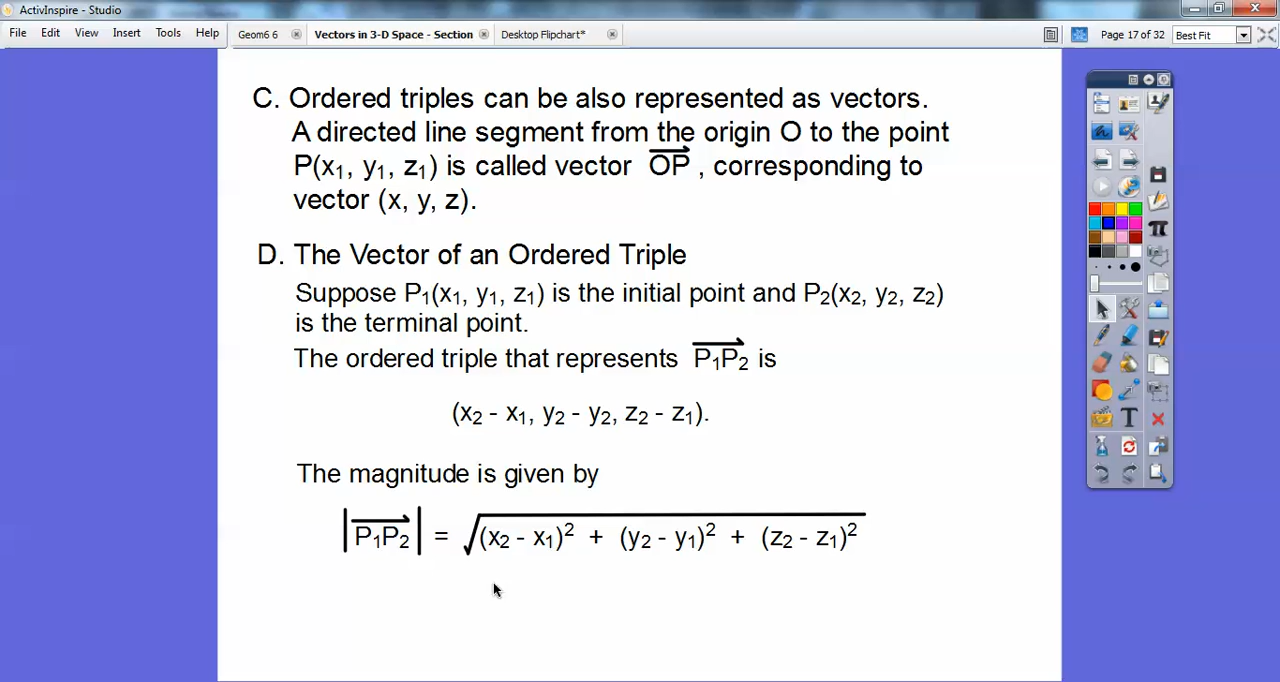 ActivInspire - Studio
File Edit View Insert Tools Help Geom6 6 Vectors in 3-D Space - Section Desktop Flipchart* Page 17 of 32 Best Fit
C. Ordered triples can be also represented as vectors.
A directed line segment from the origin O to the point
P(x₁, y₁, z₁) is called vector O͞P⃗, corresponding to
vector (x, y, z).
D. The Vector of an Ordered Triple
Suppose P₁(x₁, y₁, z₁) is the initial point and P₂(x₂, y₂, z₂)
is the terminal point.
The ordered triple that represents P₁P₂⃗ is
(x₂ - x₁, y₂ - y₂, z₂ - z₁).
The magnitude is given by
|P₁P₂⃗| = √(x₂ - x₁)² + (y₂ - y₁)² + (z₂ - z₁)²